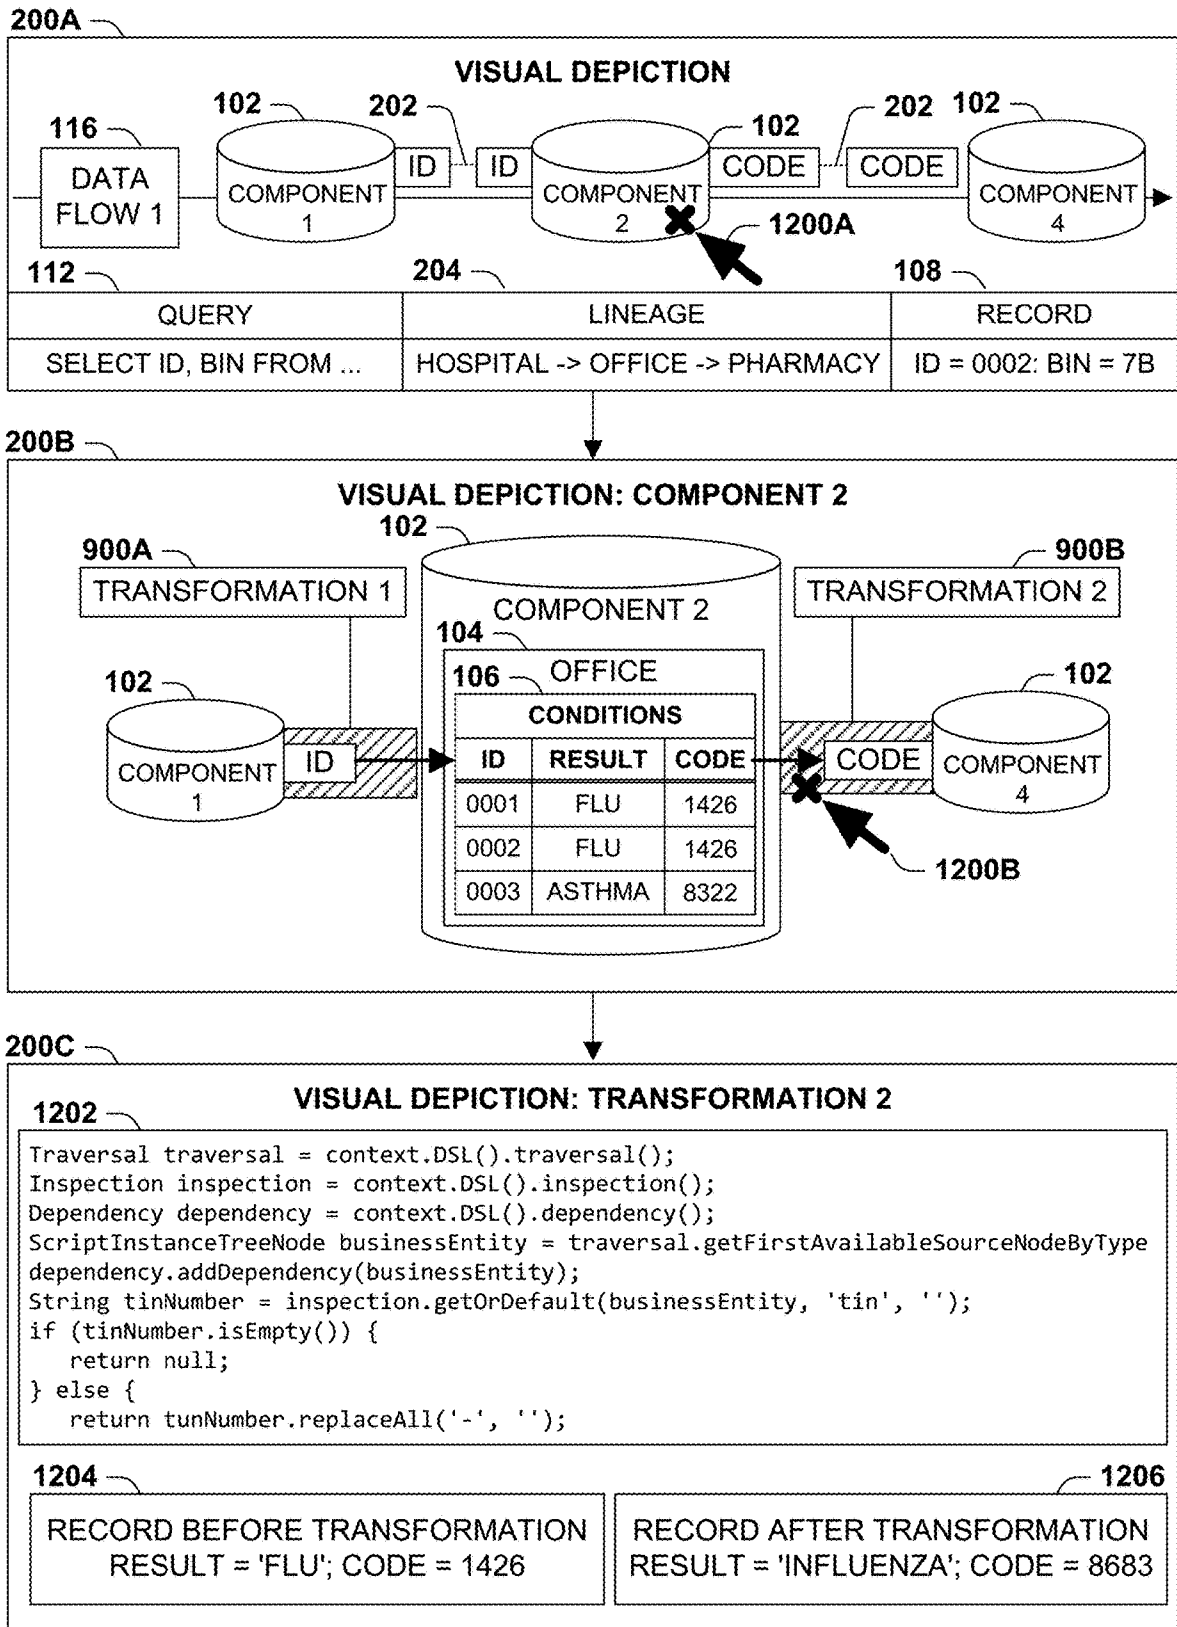 200A
VISUAL DEPICTION
102
202
102
202
102
116
DATA
FLOW 1
COMPONENT
1
ID
ID
COMPONENT
2
CODE
CODE
COMPONENT
4
1200A
112
204
108
QUERY
LINEAGE
RECORD
SELECT ID, BIN FROM ...
HOSPITAL -> OFFICE -> PHARMACY
ID = 0002: BIN = 7B
200B
VISUAL DEPICTION: COMPONENT 2
102
900A
900B
TRANSFORMATION 1
TRANSFORMATION 2
COMPONENT 2
104
OFFICE
106
102
102
CONDITIONS
ID RESULT CODE
0001 FLU 1426
0002 FLU 1426
0003 ASTHMA 8322
COMPONENT
1
ID
CODE
COMPONENT
4
1200B
200C
VISUAL DEPICTION: TRANSFORMATION 2
1202
Traversal traversal = context.DSL().traversal();
Inspection inspection = context.DSL().inspection();
Dependency dependency = context.DSL().dependency();
ScriptInstanceTreeNode businessEntity = traversal.getFirstAvailableSourceNodeByType
dependency.addDependency(businessEntity);
String tinNumber = inspection.getOrDefault(businessEntity, 'tin', '');
if (tinNumber.isEmpty()) {
return null;
} else {
return tunNumber.replaceAll('-', '');
1204
1206
RECORD BEFORE TRANSFORMATION
RESULT = 'FLU'; CODE = 1426
RECORD AFTER TRANSFORMATION
RESULT = 'INFLUENZA'; CODE = 8683